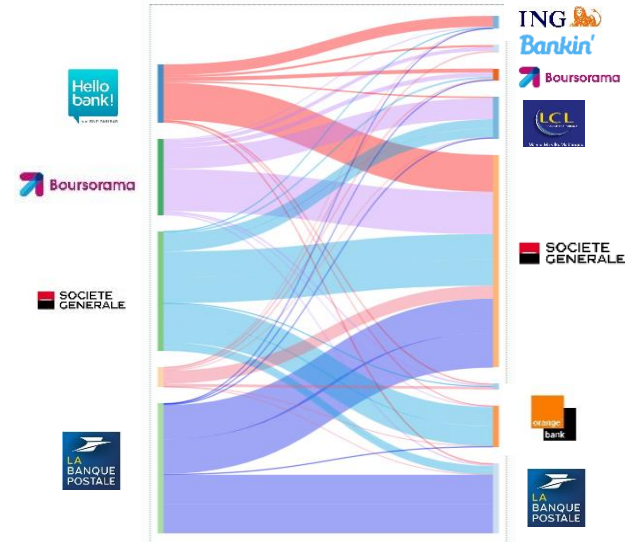 Hello
bank!
Boursorama
SOCIETE
GENERALE
LA
BANQUE
POSTALE
ING
Bankin'
Boursorama
LCL
SOCIETE
GENERALE
orange
bank
LA
BANQUE
POSTALE